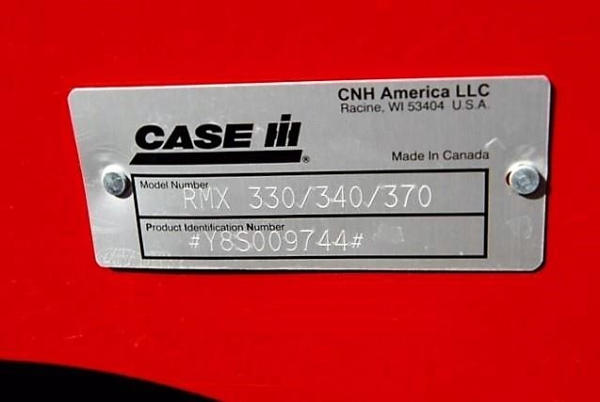 CNH America LLC
Racine, WI 53404 U.S.A.
CASE IH®
Made In Canada
Model Number
RMX 330/340/370
Product Identification Number
#Y8S009744#